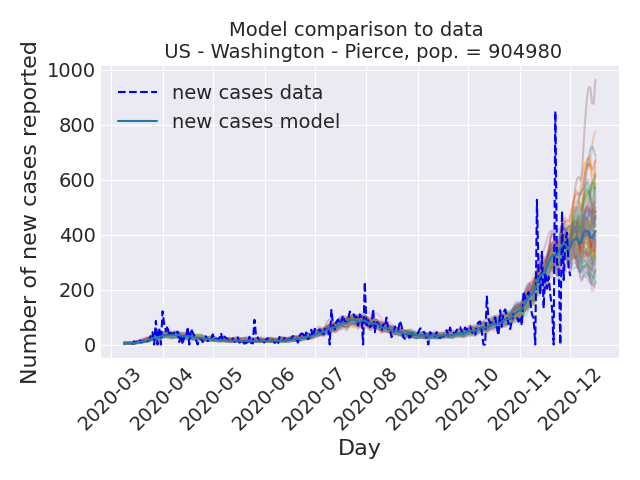 Model comparison to data
US - Washington - Pierce, pop. = 904980
Number of new cases reported
1000
800
600
400
200
0
new cases data
new cases model
2020-03
2020-04
2020-05
2020-06
2020-07
2020-08
2020-09
2020-10
2020-11
2020-12
Day